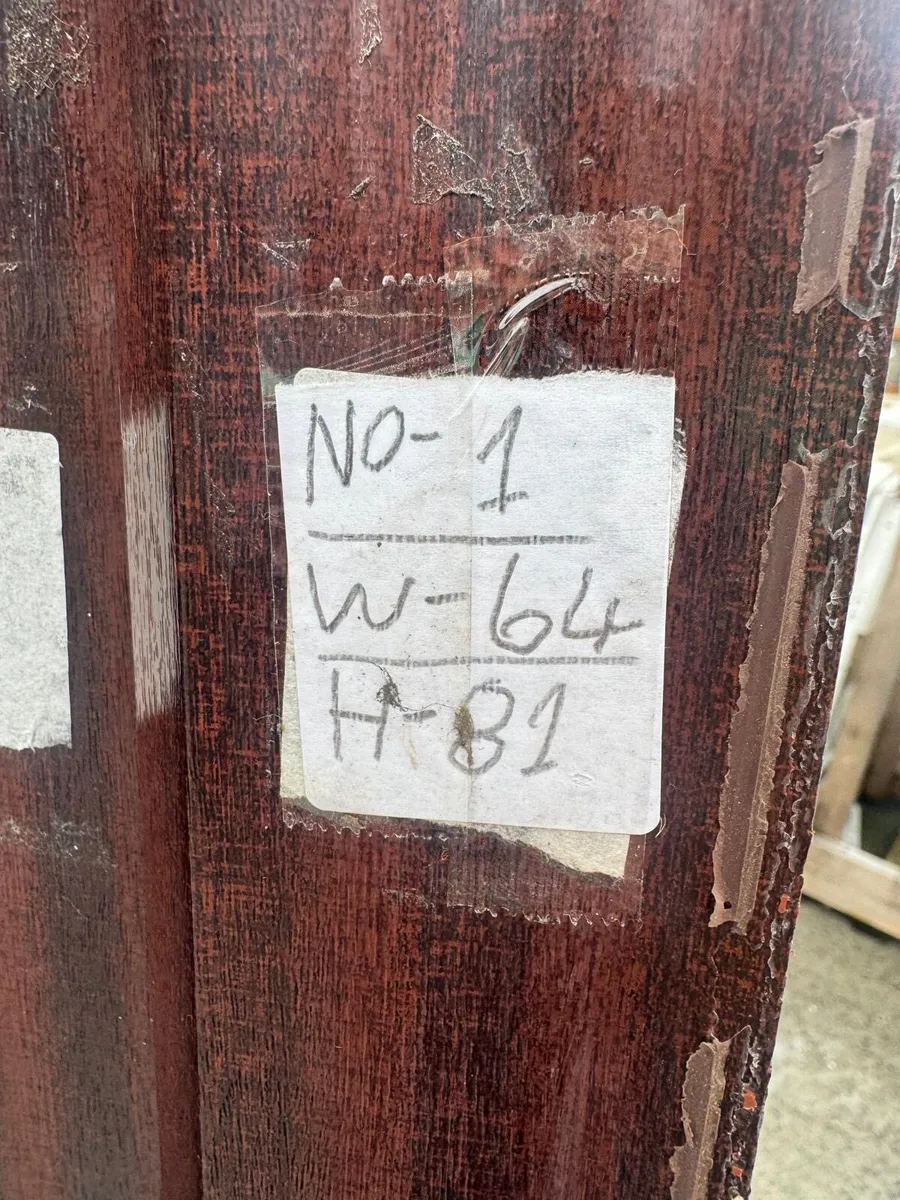 NO- 1
W- 64
H- 81